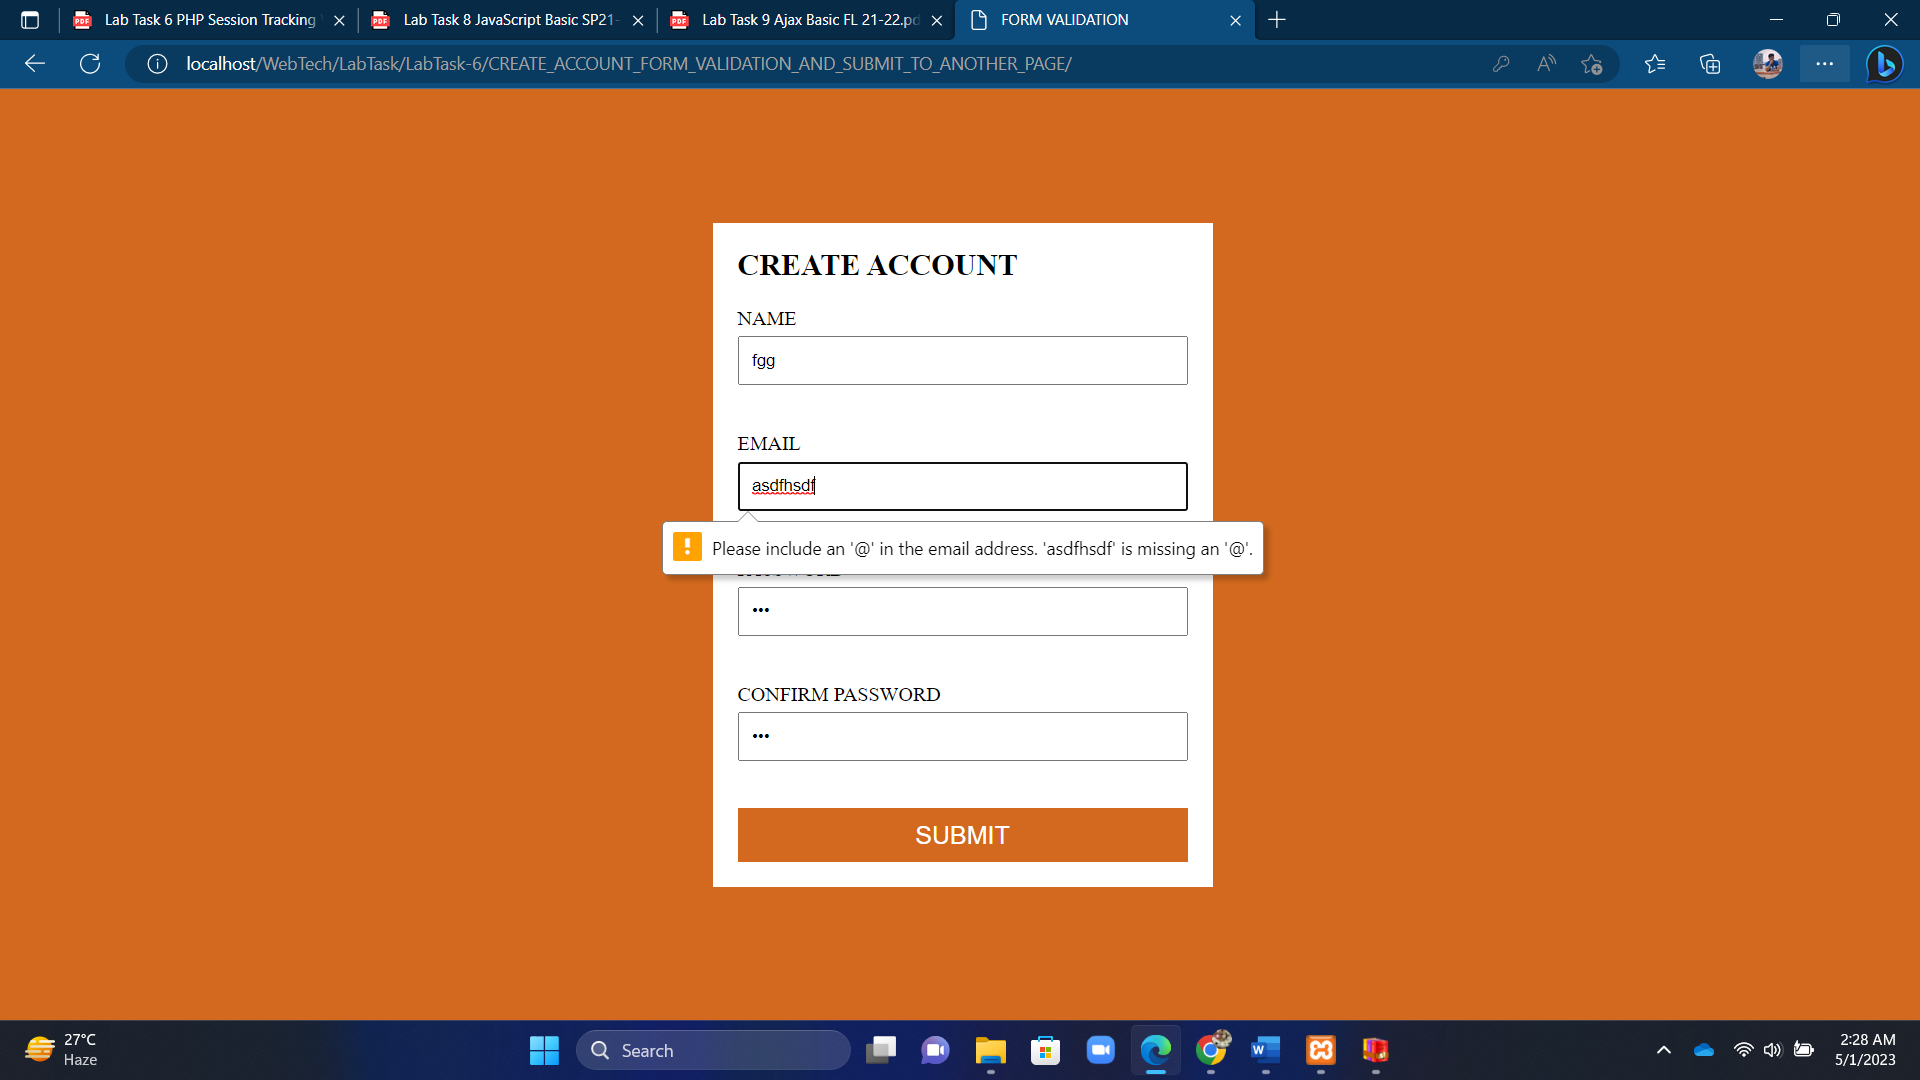 Lab Task 6 PHP Session Tracking
Lab Task 8 JavaScript Basic SP21-
Lab Task 9 Ajax Basic FL 21-22.pd
FORM VALIDATION
localhost/WebTech/LabTask/LabTask-6/CREATE_ACCOUNT_FORM_VALIDATION_AND_SUBMIT_TO_ANOTHER_PAGE/
CREATE ACCOUNT
NAME
fgg
EMAIL
asdfhsdf
Please include an '@' in the email address. 'asdfhsdf' is missing an '@'.
•••
CONFIRM PASSWORD
•••
SUBMIT
27°C
Haze
Search
2:28 AM
5/1/2023